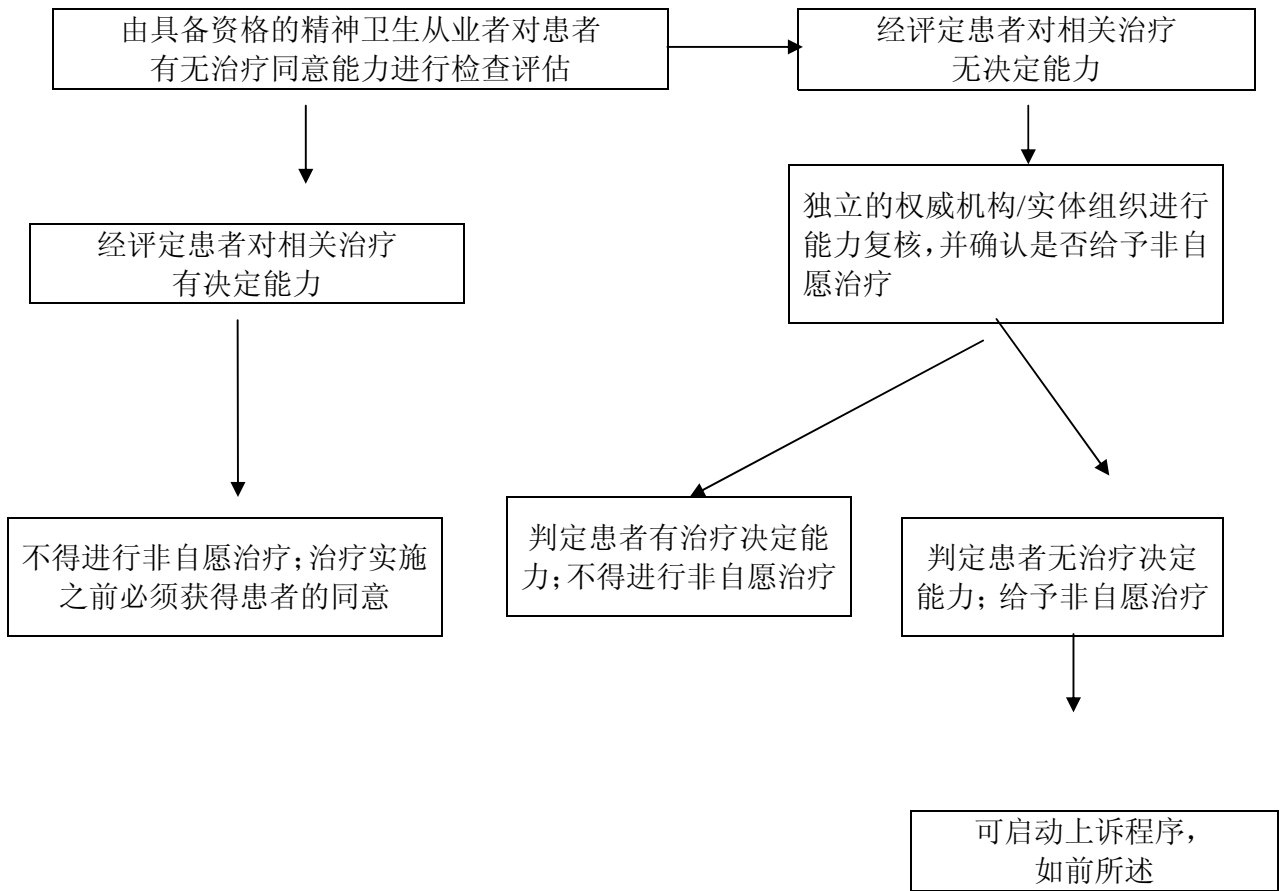 由具备资格的精神卫生从业者对患者
有无治疗同意能力进行检查评估
经评定患者对相关治疗
无决定能力
独立的权威机构/实体组织进行
能力复核,并确认是否给予非自
愿治疗
经评定患者对相关治疗
有决定能力
不得进行非自愿治疗;治疗实施
之前必须获得患者的同意
判定患者有治疗决定能
力;不得进行非自愿治疗
判定患者无治疗决定
能力;给予非自愿治疗
可启动上诉程序,
如前所述